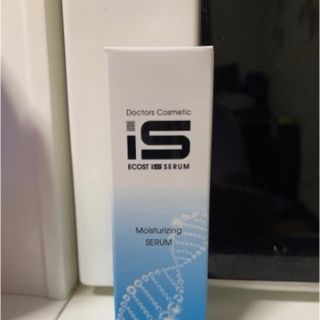 Doctors Cosmetic
iS
ECOST iS SERUM
Moisturizing
SERUM